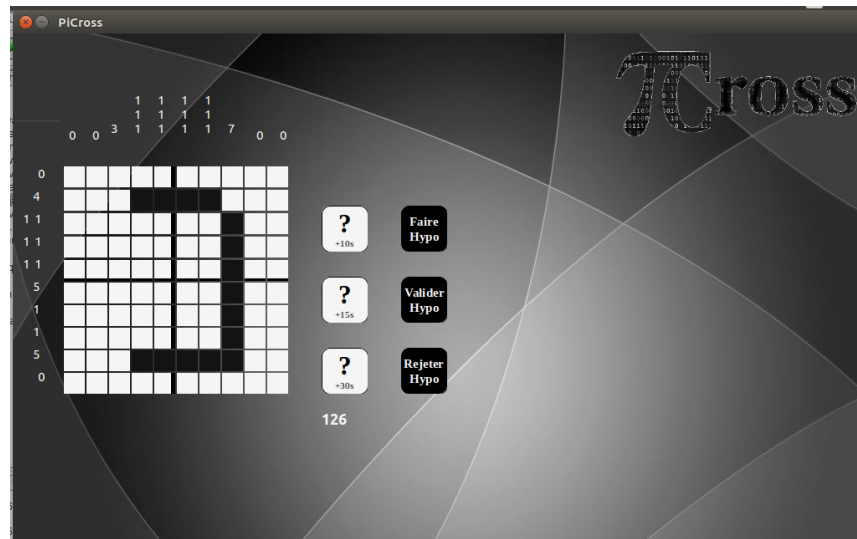 PiCross
πcross
1 1 1 1
1 1 1 1
0 0 3 1 1 1 1 7 0 0
0
4
1 1
1 1
1 1
5
1
1
5
0
?
+10s
Faire
Hypo
?
+15s
Valider
Hypo
?
+30s
Rejeter
Hypo
126